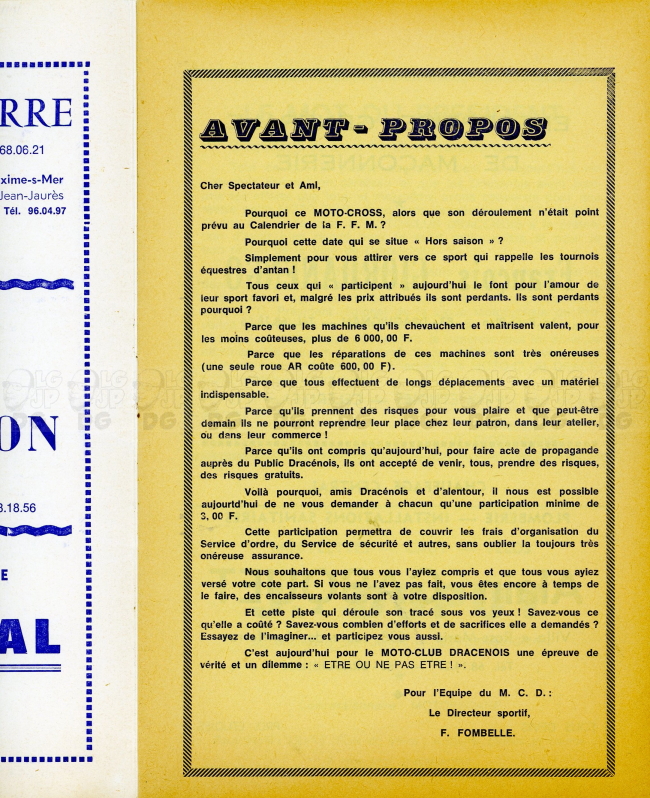 RRE
68.06.21
xime-s-Mer
Jean-Jaurès
Tél. 96.04.97
ON
8.18.56
E
AL
AVANT - PROPOS
Cher Spectateur et Ami,
Pourquoi ce MOTO-CROSS, alors que son déroulement n'était point
prévu au Calendrier de la F. F. M. ?
Pourquoi cette date qui se situe « Hors saison » ?
Simplement pour vous attirer vers ce sport qui rappelle les tournois
équestres d'antan !
Tous ceux qui « participent » aujourd'hui le font pour l'amour de
leur sport favori et, malgré les prix attribués ils sont perdants. Ils sont perdants
pourquoi ?
Parce que les machines qu'ils chevauchent et maîtrisent valent, pour
les moins coûteuses, plus de 6 000, 00 F.
Parce que les réparations de ces machines sont très onéreuses
(une seule roue AR coûte 600, 00 F).
Parce que tous effectuent de longs déplacements avec un matériel
indispensable.
Parce qu'ils prennent des risques pour vous plaire et que peut-être
demain ils ne pourront reprendre leur place chez leur patron, dans leur atelier,
ou dans leur commerce !
Parce qu'ils ont compris qu'aujourd'hui, pour faire acte de propagande
auprès du Public Dracénois, ils ont accepté de venir, tous, prendre des risques,
des risques gratuits.
Voilà pourquoi, amis Dracénois et d'alentour, il nous est possible
aujourtd'hui de ne vous demander à chacun qu'une participation minime de
3, 00 F.
Cette participation permettra de couvrir les frais d'organisation du
Service d'ordre, du Service de sécurité et autres, sans oublier la toujours très
onéreuse assurance.
Nous souhaitons que tous vous l'ayiez compris et que tous vous ayiez
versé votre cote part. Si vous ne l'avez pas fait, vous êtes encore à temps de
le faire, des encaisseurs volants sont à votre disposition.
Et cette piste qui déroule son tracé sous vos yeux ! Savez-vous ce
qu'elle a coûté ? Savez-vous combien d'efforts et de sacrifices elle a demandés ?
Essayez de l'imaginer... et participez vous aussi.
C'est aujourd'hui pour le MOTO-CLUB DRACENOIS une épreuve de
vérité et un dilemme : « ETRE OU NE PAS ETRE ! ».
Pour l'Equipe du M. C. D. :
Le Directeur sportif,
F. FOMBELLE.